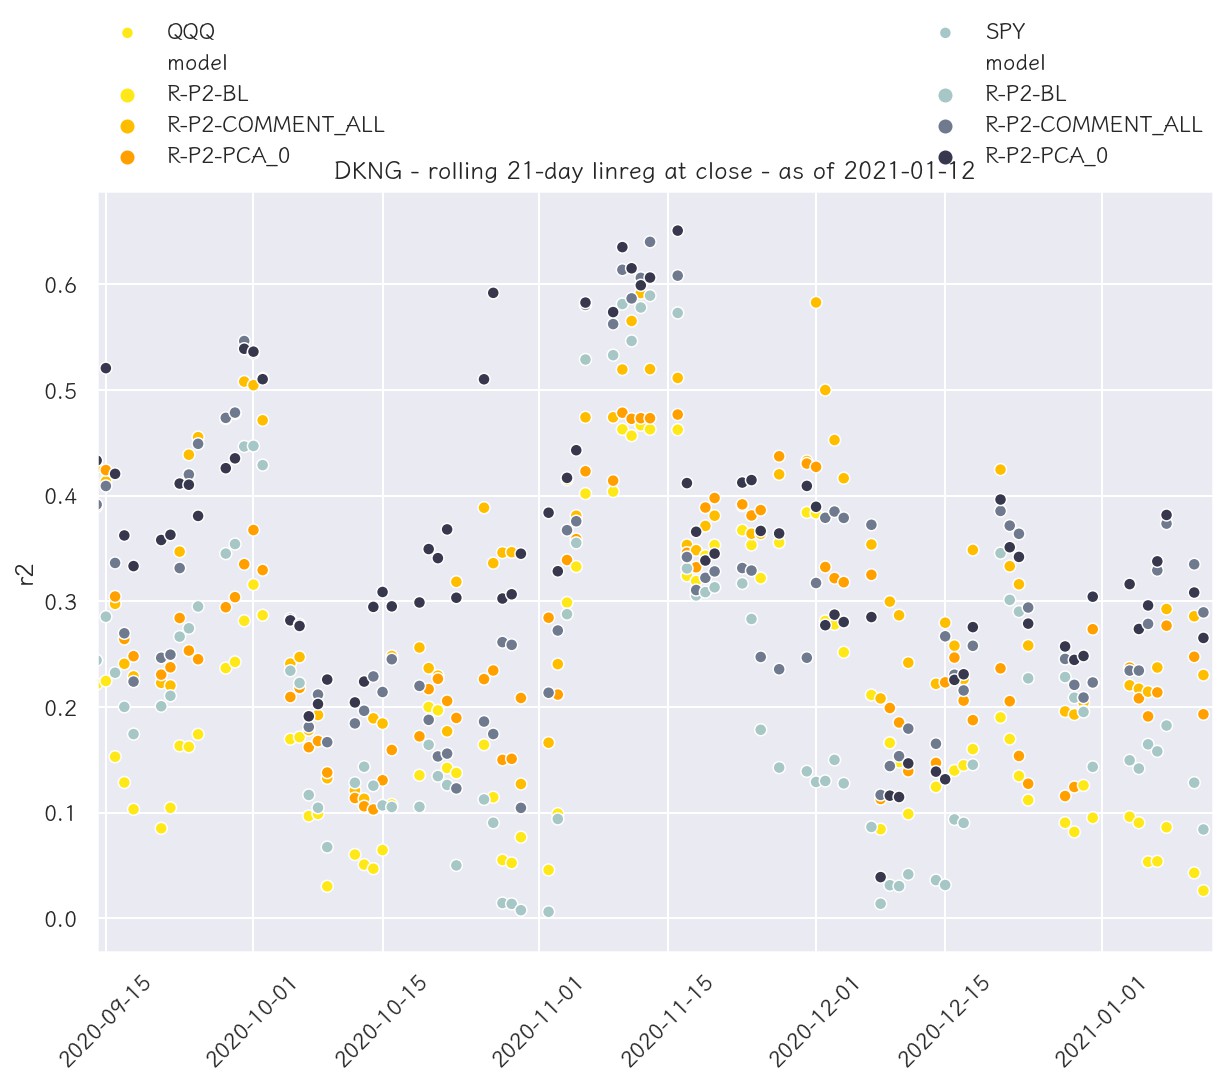 QQQ
model
R-P2-BL
R-P2-COMMENT_ALL
R-P2-PCA_0
SPY
model
R-P2-BL
R-P2-COMMENT_ALL
R-P2-PCA_0
DKNG - rolling 21-day linreg at close - as of 2021-01-12
0.6
0.5
0.4
0.3
0.2
0.1
0.0
r2
2020-09-15
2020-10-01
2020-10-15
2020-11-01
2020-11-15
2020-12-01
2020-12-15
2021-01-01